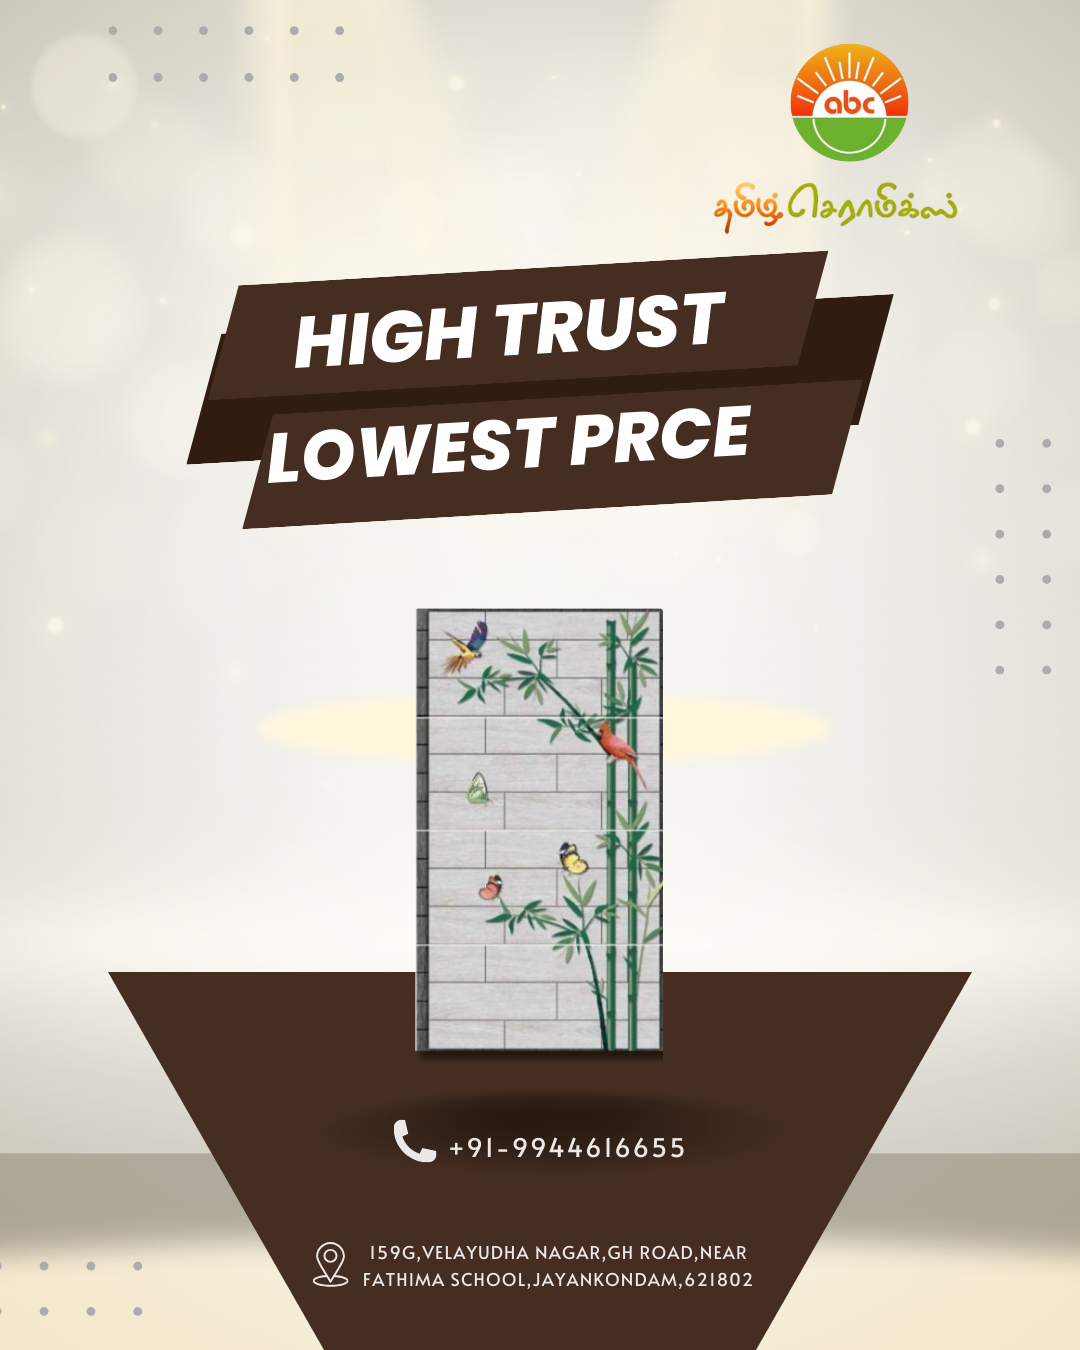 abc
தமிழ் செராமிக்ஸ்
HIGH TRUST
LOWEST PRCE
+91-9944616655
159G,VELAYUDHA NAGAR,GH ROAD,NEAR
FATHIMA SCHOOL,JAYANKONDAM,621802